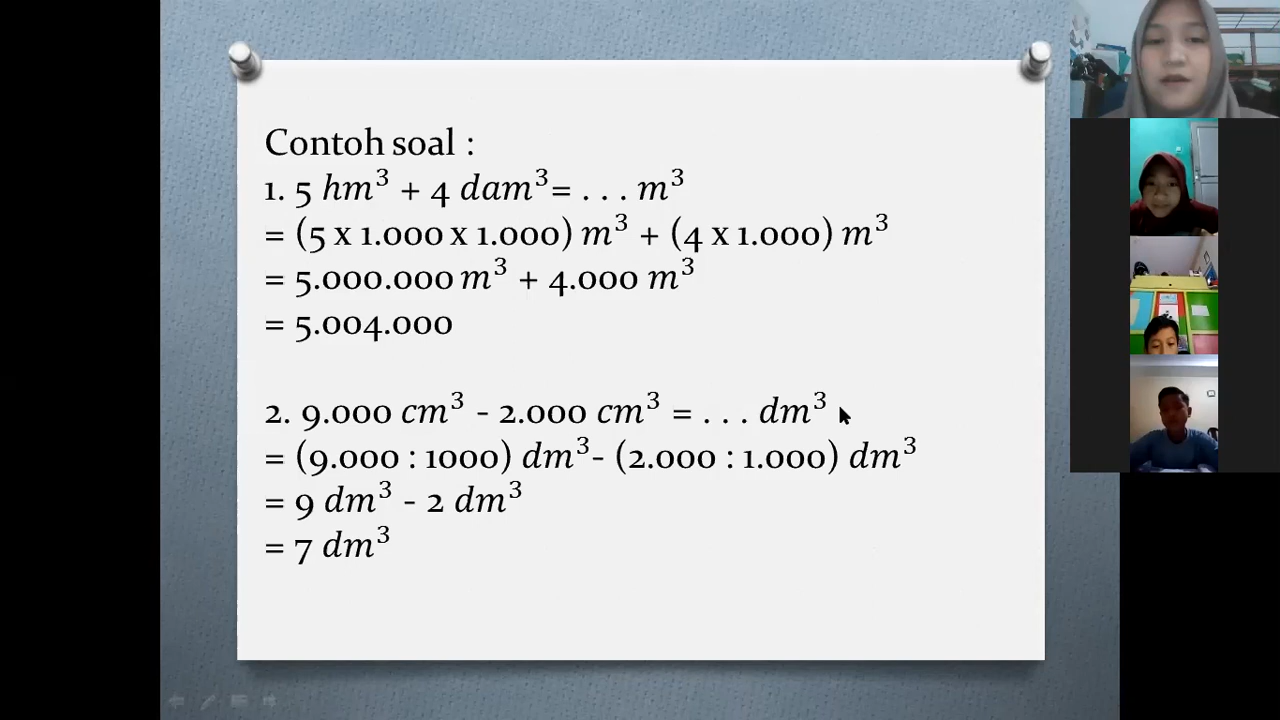 Contoh soal :
1. 5 hm³ + 4 dam³= . . . m³
= (5 x 1.000 x 1.000) m³ + (4 x 1.000) m³
= 5.000.000 m³ + 4.000 m³
= 5.004.000
2. 9.000 cm³ - 2.000 cm³ = . . . dm³
= (9.000 : 1000) dm³- (2.000 : 1.000) dm³
= 9 dm³ - 2 dm³
= 7 dm³